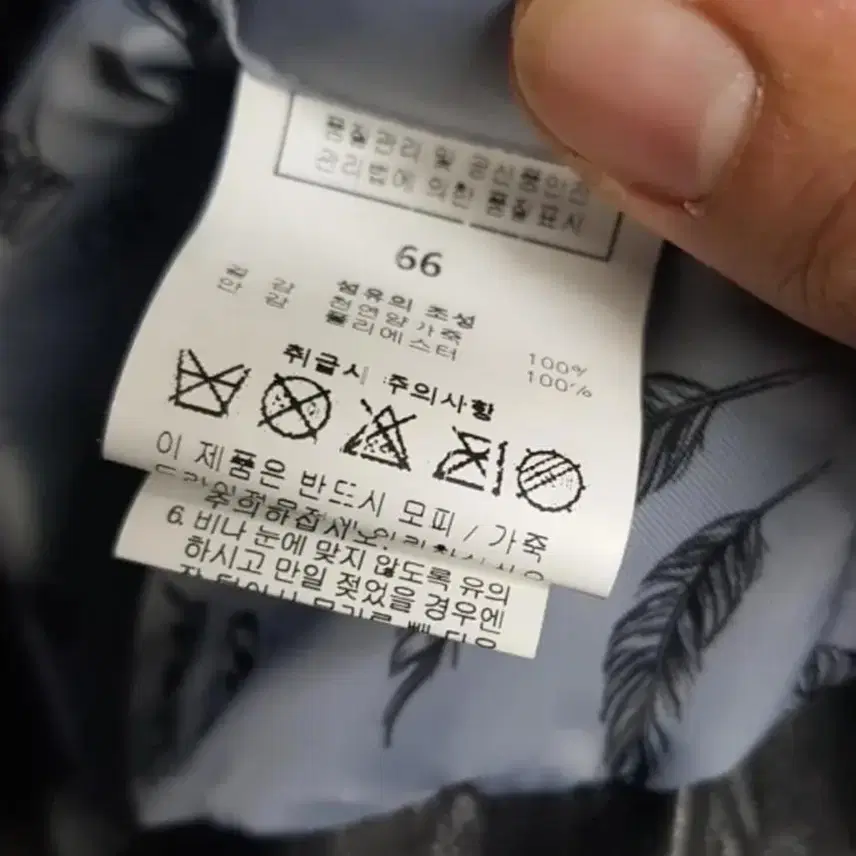 품질관리 및 공산품안전
관리법에 의한 품질표시
66
섬유의 조성
겉감 천연양가죽 100%
안감 폴리에스터 100%
취급시 주의사항
이 제품은 반드시 모피 / 가죽
6. 비나 눈에 맞지 않도록 유의
하시고 만일 젖었을 경우엔